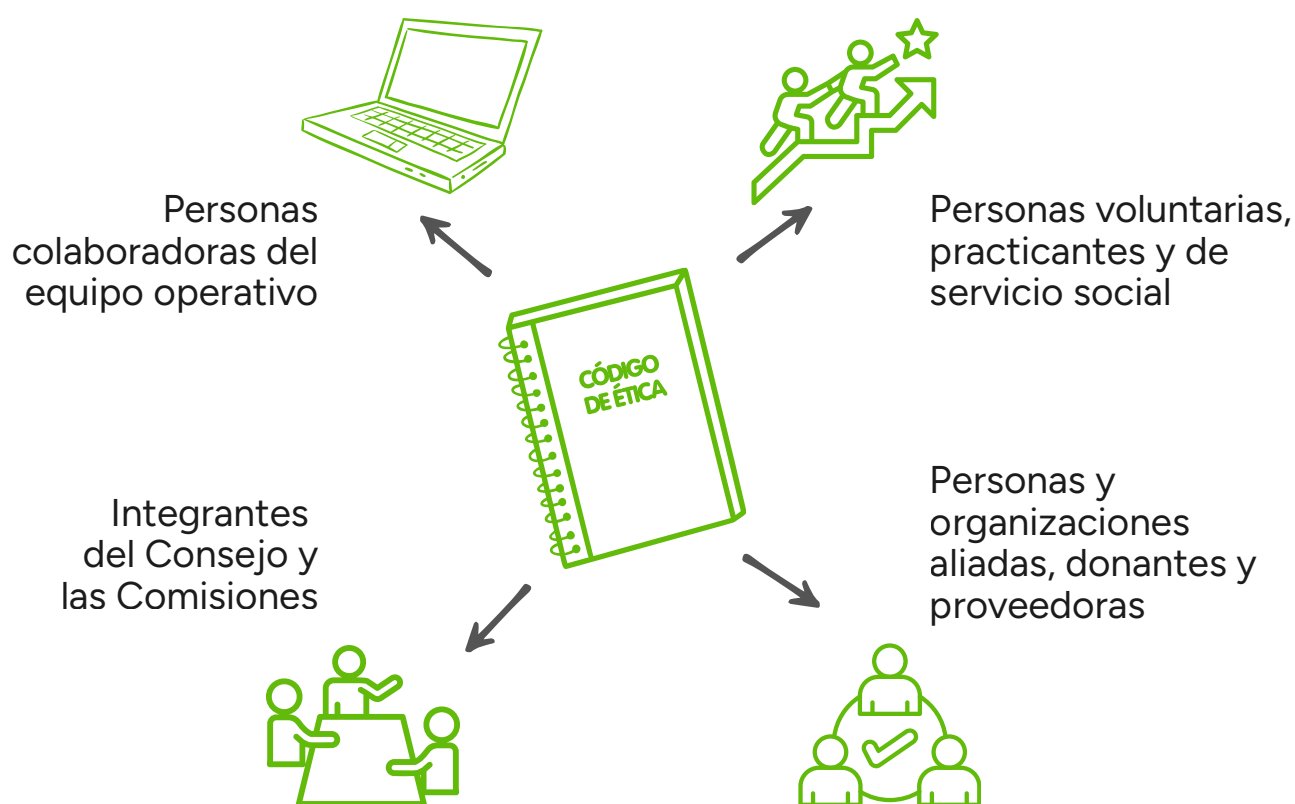 Personas
colaboradoras del
equipo operativo
Personas voluntarias,
practicantes y de
servicio social
CÓDIGO
DE ÉTICA
Integrantes
del Consejo y
las Comisiones
Personas y
organizaciones
aliadas, donantes y
proveedoras